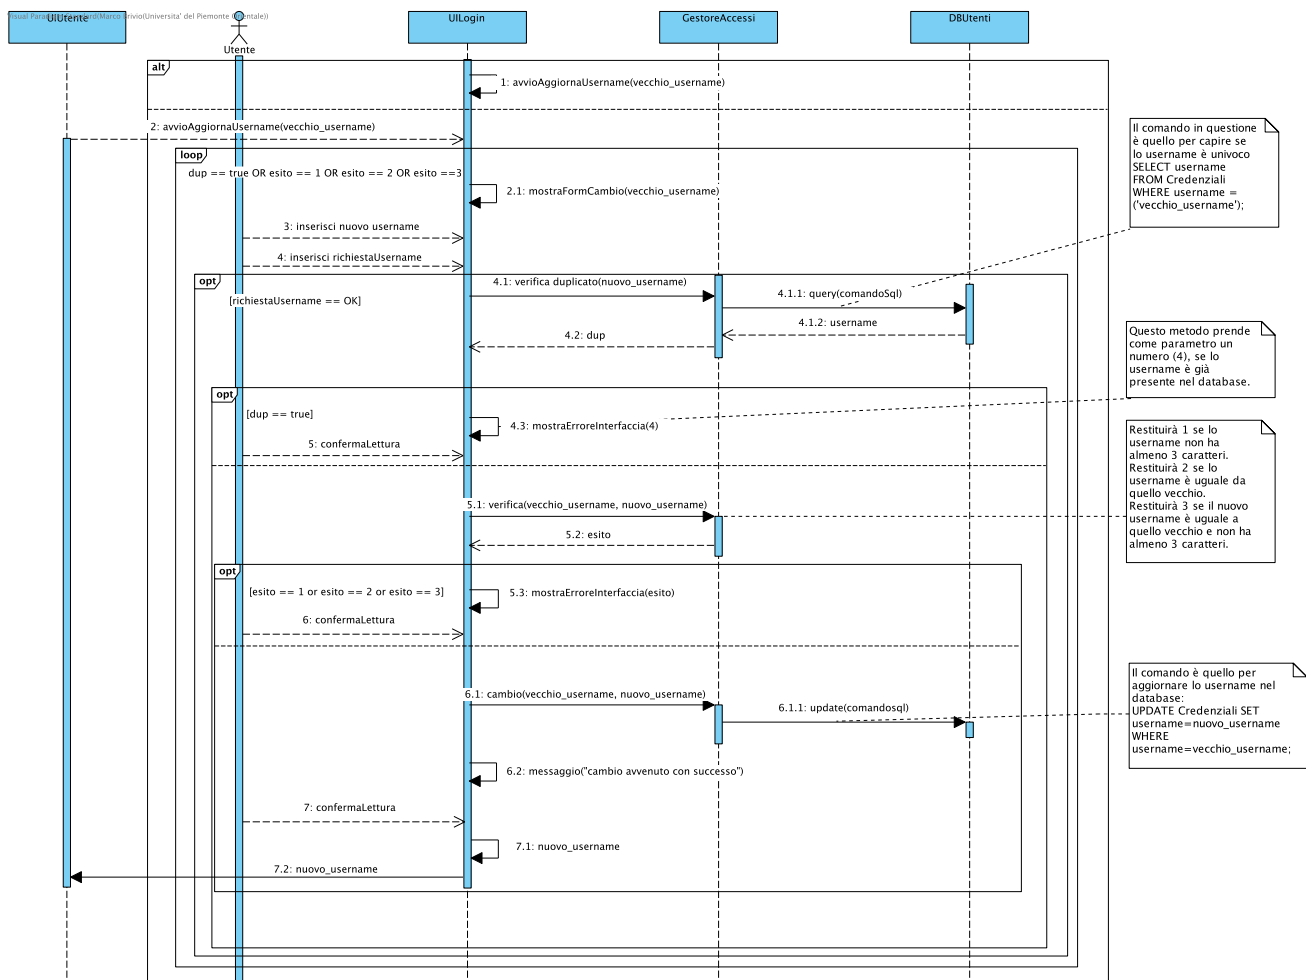 Visual Paradigm Standard(Marco Grivio(Universita' del Piemonte Orientale))
UIUtente
Utente
UILogin
GestoreAccessi
DBUtenti
alt
1: avvioAggiornaUsername(vecchio_username)
2: avvioAggiornaUsername(vecchio_username)
loop
dup == true OR esito == 1 OR esito == 2 OR esito ==3
2.1: mostraFormCambio(vecchio_username)
3: inserisci nuovo username
4: inserisci richiestaUsername
opt
[richiestaUsername == OK]
4.1: verifica duplicato(nuovo_username)
4.1.1: query(comandoSql)
4.1.2: username
4.2: dup
opt
[dup == true]
4.3: mostraErroreInterfaccia(4)
5: confermaLettura
5.1: verifica(vecchio_username, nuovo_username)
5.2: esito
opt
[esito == 1 or esito == 2 or esito == 3]
5.3: mostraErroreInterfaccia(esito)
6: confermaLettura
6.1: cambio(vecchio_username, nuovo_username)
6.1.1: update(comandosql)
6.2: messaggio("cambio avvenuto con successo")
7: confermaLettura
7.1: nuovo_username
7.2: nuovo_username
Il comando in questione
è quello per capire se
lo username è univoco
SELECT username
FROM Credenziali
WHERE username =
('vecchio_username');
Questo metodo prende
come parametro un
numero (4), se lo
username è già
presente nel database.
Restituirà 1 se lo
username non ha
almeno 3 caratteri.
Restituirà 2 se lo
username è uguale da
quello vecchio.
Restituirà 3 se il nuovo
username è uguale a
quello vecchio e non ha
almeno 3 caratteri.
Il comando è quello per
aggiornare lo username nel
database:
UPDATE Credenziali SET
username=nuovo_username
WHERE
username=vecchio_username;